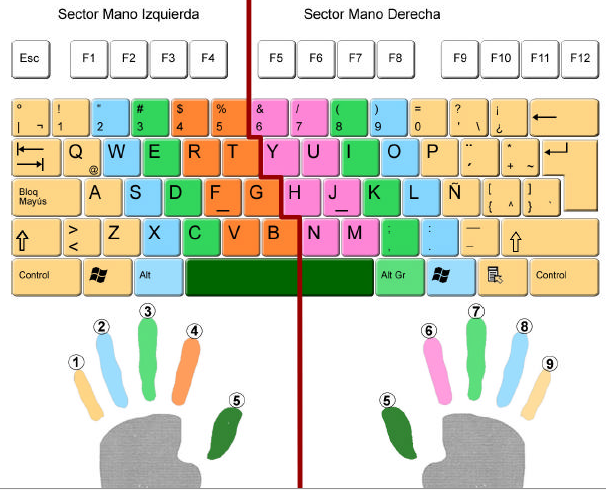 Sector Mano Izquierda Sector Mano Derecha
Esc F1 F2 F3 F4 F5 F6 F7 F8 F9 F10 F11 F12
º ! " # $ % & / ( ) = ? ¡
| ¬ 1 2 3 4 5 6 7 8 9 0 ' \ ¿
Q W E R T Y U I O P ¨ *
@ ´ + ~
Bloq A S D F G H J K L Ñ [ ]
Mayús { ^ } `
> Z X C V B N M ; : —
< , . –
Control Alt Alt Gr Control
1 2 3 4 5 5 6 7 8 9